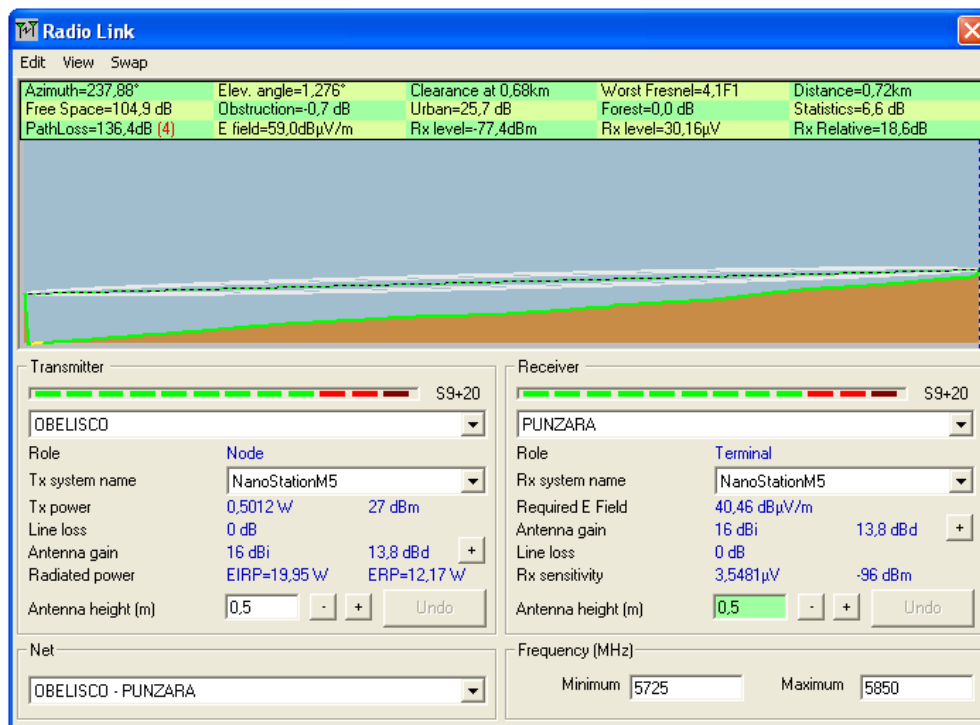 Radio Link
Edit View Swap
Azimuth=237,88° Elev. angle=1,276° Clearance at 0,68km Worst Fresnel=4,1F1 Distance=0,72km
Free Space=104,9 dB Obstruction=-0,7 dB Urban=25,7 dB Forest=0,0 dB Statistics=6,6 dB
PathLoss=136,4dB (4) E field=59,0dBµV/m Rx level=-77,4dBm Rx level=30,16µV Rx Relative=18,6dB
Transmitter Receiver
S9+20 S9+20
OBELISCO PUNZARA
Role Node Role Terminal
Tx system name NanoStationM5 Rx system name NanoStationM5
Tx power 0,5012 W 27 dBm Required E Field 40,46 dBµV/m
Line loss 0 dB Antenna gain 16 dBi 13,8 dBd +
Antenna gain 16 dBi 13,8 dBd + Line loss 0 dB
Radiated power EIRP=19,95 W ERP=12,17 W Rx sensitivity 3,5481µV -96 dBm
Antenna height (m) 0,5 - + Undo Antenna height (m) 0,5 - + Undo
Net Frequency (MHz)
OBELISCO - PUNZARA Minimum 5725 Maximum 5850